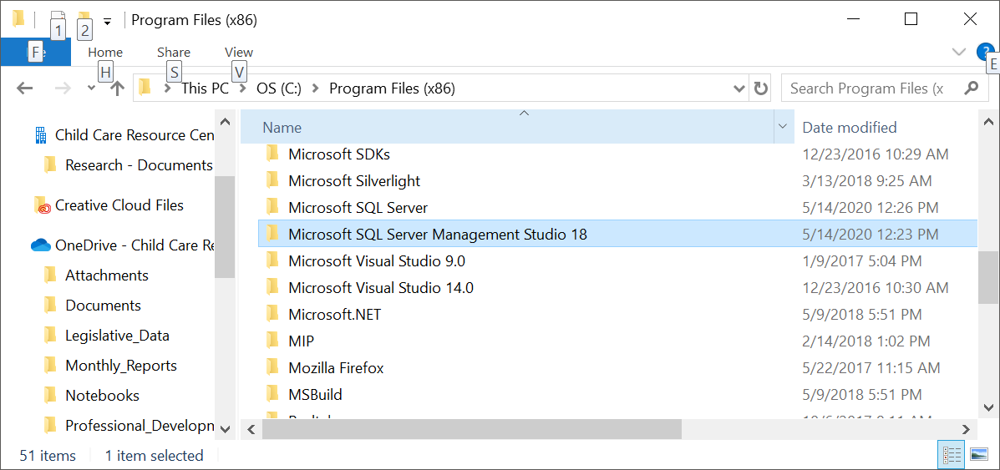 1 2 Program Files (x86)
F Home Share View
H S V E
This PC OS (C:) Program Files (x86) Search Program Files (x
Name Date modified
Child Care Resource Cen
Research - Documents
Creative Cloud Files
OneDrive - Child Care Re
Attachments
Documents
Legislative_Data
Monthly_Reports
Notebooks
Professional_Developn
Microsoft SDKs 12/23/2016 10:29 AM
Microsoft Silverlight 3/13/2018 9:25 AM
Microsoft SQL Server 5/14/2020 12:26 PM
Microsoft SQL Server Management Studio 18 5/14/2020 12:23 PM
Microsoft Visual Studio 9.0 1/9/2017 5:04 PM
Microsoft Visual Studio 14.0 12/23/2016 10:30 AM
Microsoft.NET 5/9/2018 5:51 PM
MIP 2/14/2018 1:02 PM
Mozilla Firefox 5/22/2017 11:15 AM
MSBuild 5/9/2018 5:51 PM
51 items 1 item selected